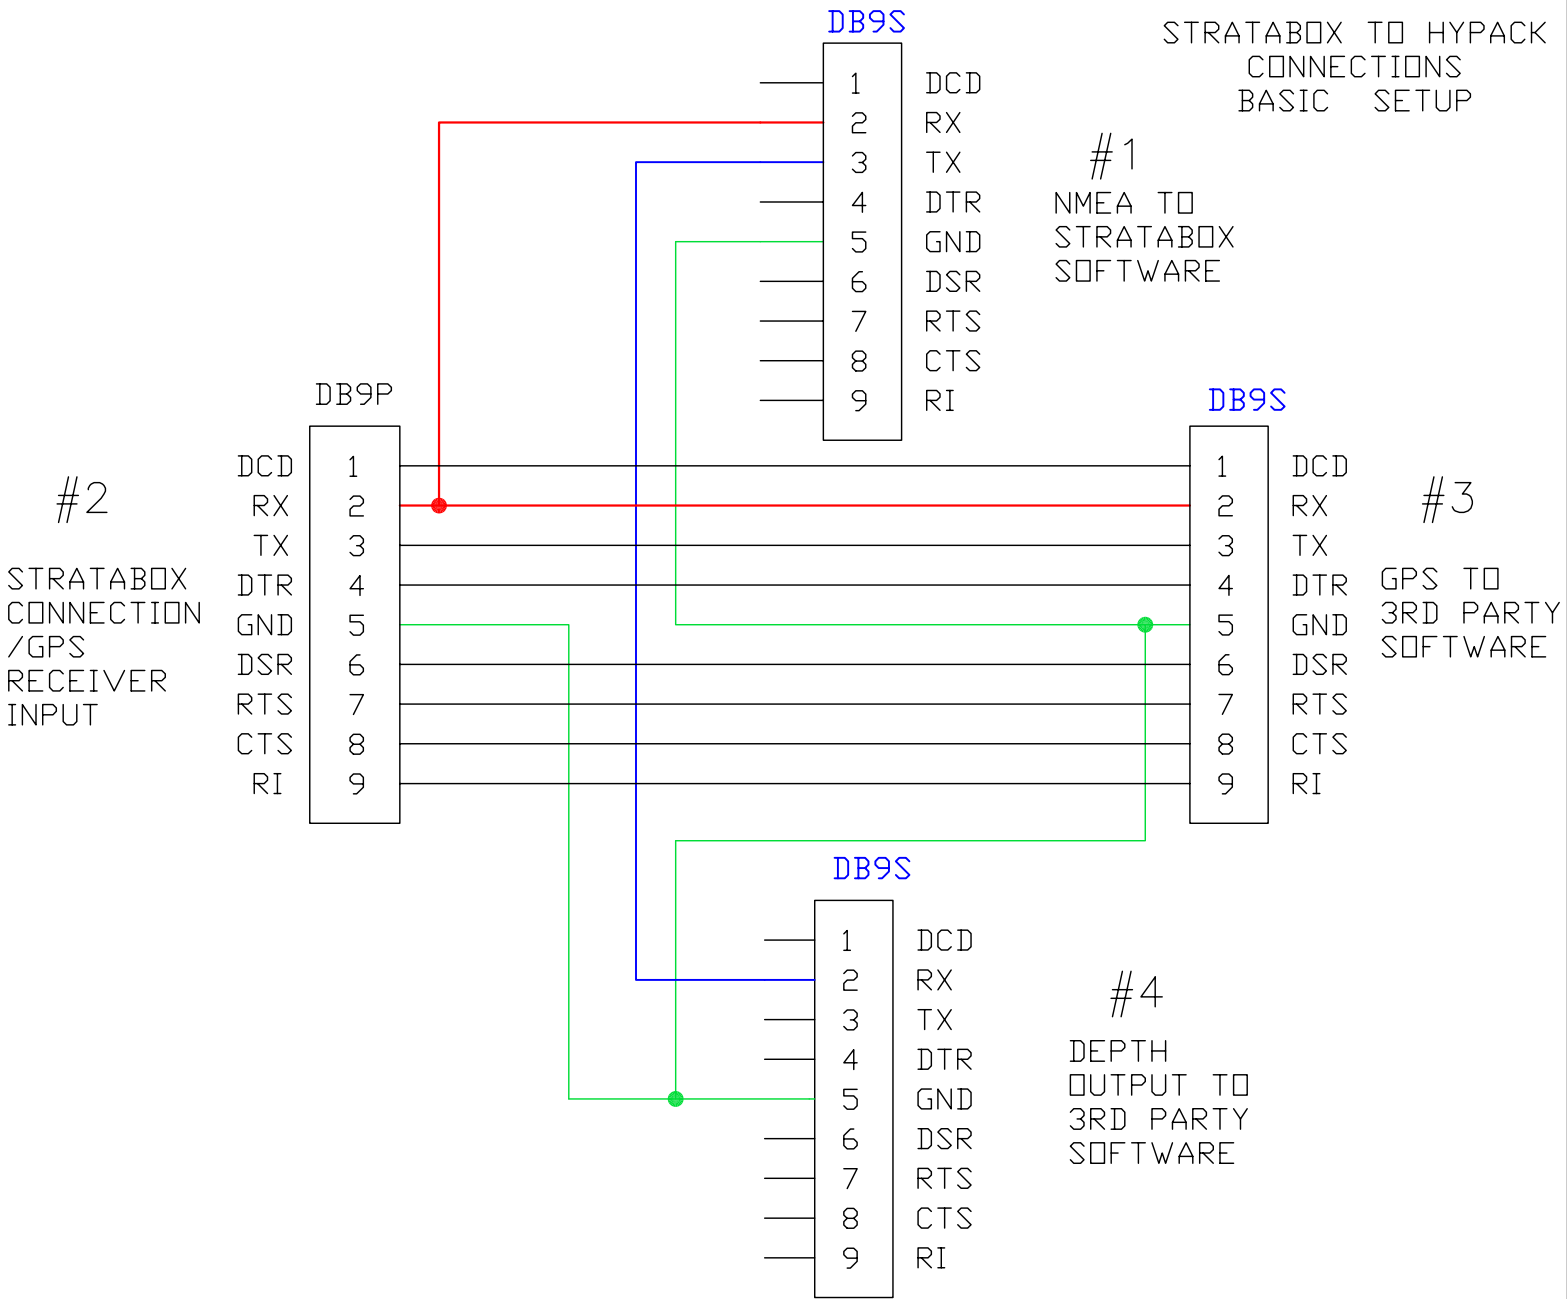 STRATABOX TO HYPACK
CONNECTIONS
BASIC SETUP
DB9S
1 DCD
2 RX
3 TX
4 DTR
5 GND
6 DSR
7 RTS
8 CTS
9 RI
#1
NMEA TO
STRATABOX
SOFTWARE
DB9P
DCD 1
RX 2
TX 3
DTR 4
GND 5
DSR 6
RTS 7
CTS 8
RI 9
#2
STRATABOX
CONNECTION
/GPS
RECEIVER
INPUT
DB9S
1 DCD
2 RX
3 TX
4 DTR
5 GND
6 DSR
7 RTS
8 CTS
9 RI
#3
GPS TO
3RD PARTY
SOFTWARE
DB9S
1 DCD
2 RX
3 TX
4 DTR
5 GND
6 DSR
7 RTS
8 CTS
9 RI
#4
DEPTH
OUTPUT TO
3RD PARTY
SOFTWARE